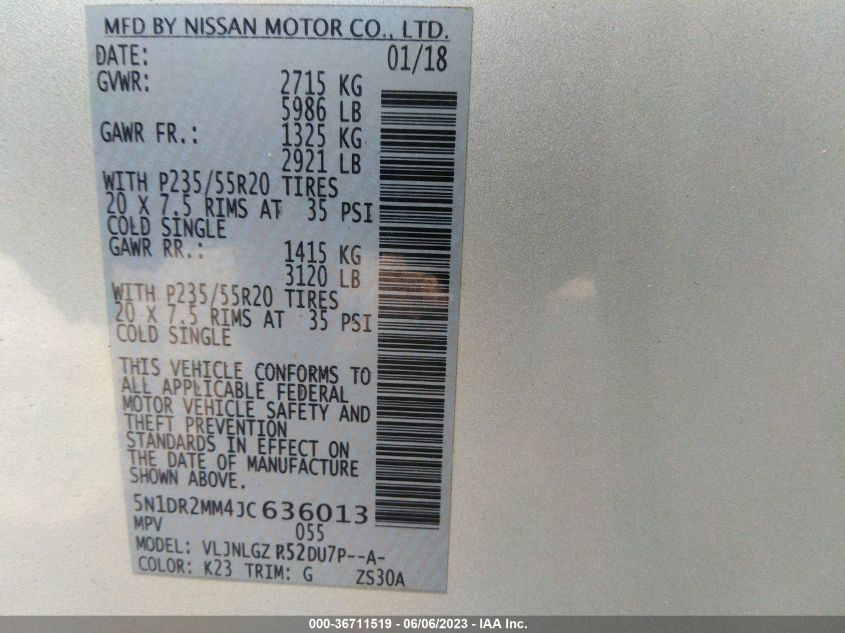 MFD BY NISSAN MOTOR CO., LTD.
DATE: 01/18
GVWR: 2715 KG
5986 LB
GAWR FR.: 1325 KG
2921 LB
WITH P235/55R20 TIRES
20 X 7.5 RIMS AT 35 PSI
COLD SINGLE
GAWR RR.: 1415 KG
3120 LB
WITH P235/55R20 TIRES
20 X 7.5 RIMS AT 35 PSI
COLD SINGLE
THIS VEHICLE CONFORMS TO
ALL APPLICABLE FEDERAL
MOTOR VEHICLE SAFETY AND
THEFT PREVENTION
STANDARDS IN EFFECT ON
THE DATE OF MANUFACTURE
SHOWN ABOVE.
5N1DR2MM4JC636013
MPV 055
MODEL: VLJNLGZ R52DU7P--A-
COLOR: K23 TRIM: G ZS30A
000-36711519 - 06/06/2023 - IAA Inc.